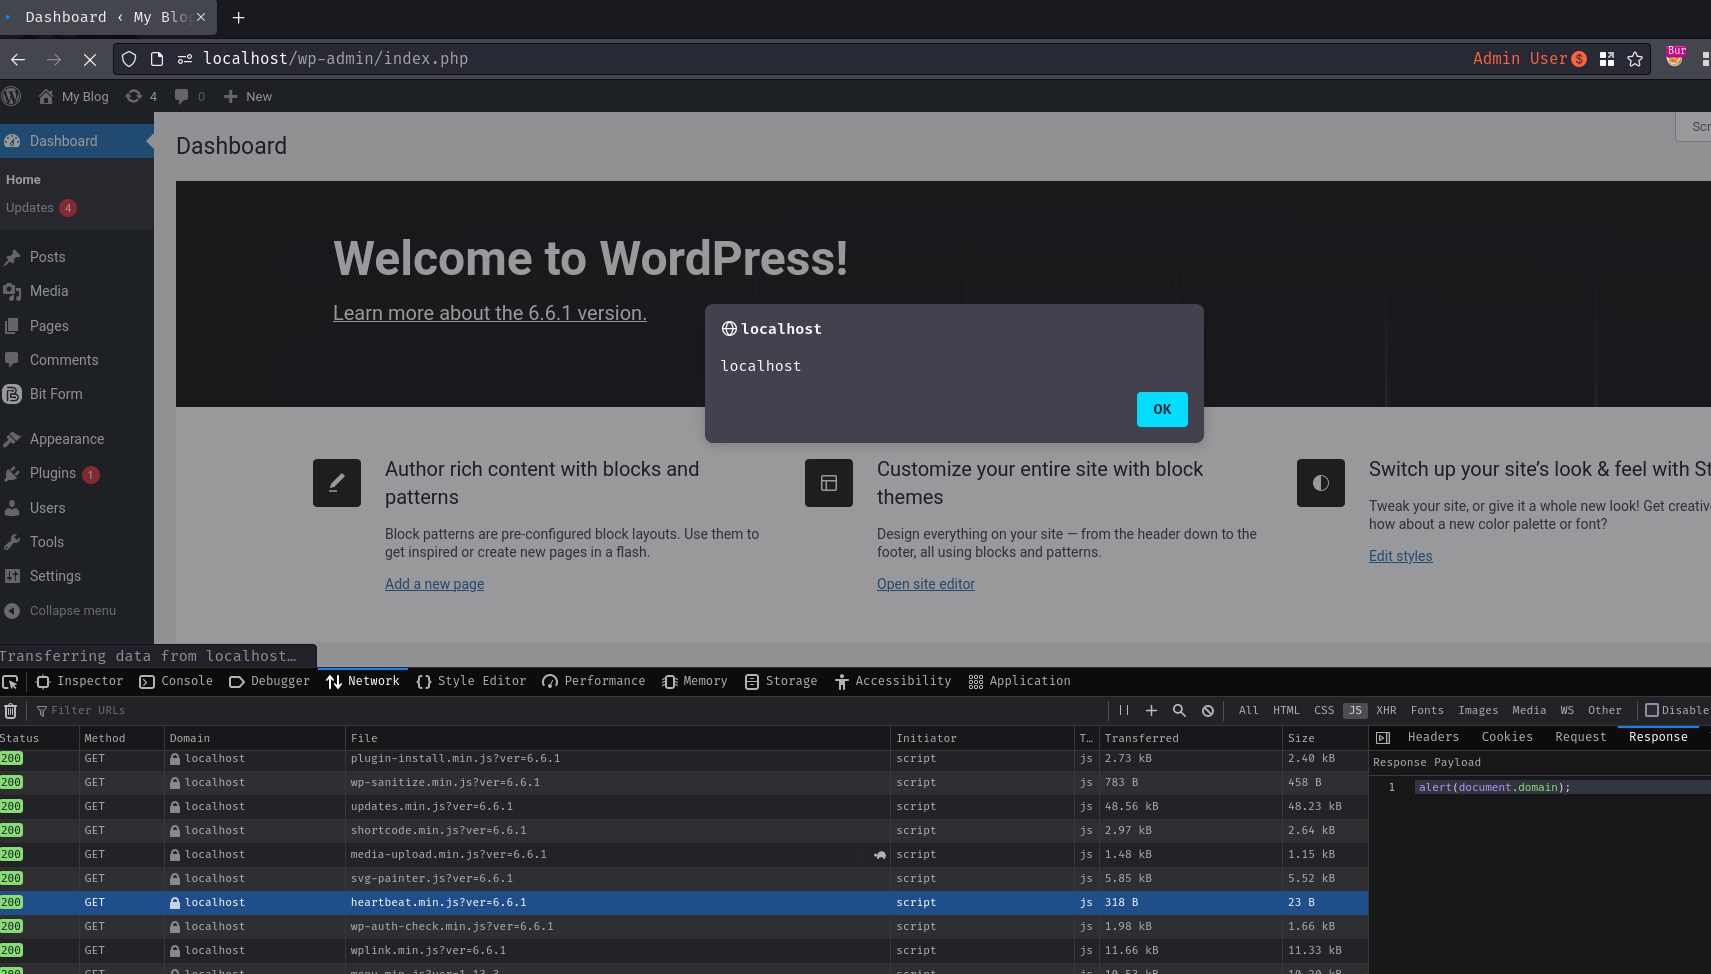 Dashboard ‹ My Blo
localhost/wp-admin/index.php
Admin User
Bur
My Blog
4
0
New
Dashboard
Home
Updates 4
Posts
Media
Pages
Comments
Bit Form
Appearance
Plugins 1
Users
Tools
Settings
Collapse menu
Dashboard
Scr
Welcome to WordPress!
Learn more about the 6.6.1 version.
localhost
localhost
OK
Author rich content with blocks and
patterns
Block patterns are pre-configured block layouts. Use them to
get inspired or create new pages in a flash.
Add a new page
Customize your entire site with block
themes
Design everything on your site — from the header down to the
footer, all using blocks and patterns.
Open site editor
Switch up your site’s look & feel with St
Tweak your site, or give it a whole new look! Get creativ
how about a new color palette or font?
Edit styles
Transferring data from localhost…
Inspector Console Debugger Network Style Editor Performance Memory Storage Accessibility Application
Filter URLs
All HTML CSS JS XHR Fonts Images Media WS Other Disable
Status Method Domain File Initiator T… Transferred Size
200 GET localhost plugin-install.min.js?ver=6.6.1 script js 2.73 kB 2.40 kB
200 GET localhost wp-sanitize.min.js?ver=6.6.1 script js 783 B 458 B
200 GET localhost updates.min.js?ver=6.6.1 script js 48.56 kB 48.23 kB
200 GET localhost shortcode.min.js?ver=6.6.1 script js 2.97 kB 2.64 kB
200 GET localhost media-upload.min.js?ver=6.6.1 script js 1.48 kB 1.15 kB
200 GET localhost svg-painter.js?ver=6.6.1 script js 5.85 kB 5.52 kB
200 GET localhost heartbeat.min.js?ver=6.6.1 script js 318 B 23 B
200 GET localhost wp-auth-check.min.js?ver=6.6.1 script js 1.98 kB 1.66 kB
200 GET localhost wplink.min.js?ver=6.6.1 script js 11.66 kB 11.33 kB
Headers Cookies Request Response
Response Payload
1 alert(document.domain);